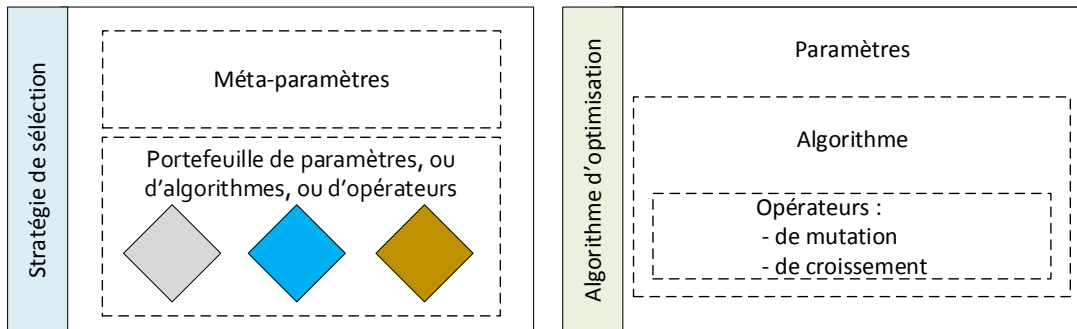 Stratégie de séléction
Méta-paramètres
Portefeuille de paramètres, ou
d'algorithmes, ou d'opérateurs
Algorithme d'optimisation
Paramètres
Algorithme
Opérateurs :
- de mutation
- de croissement